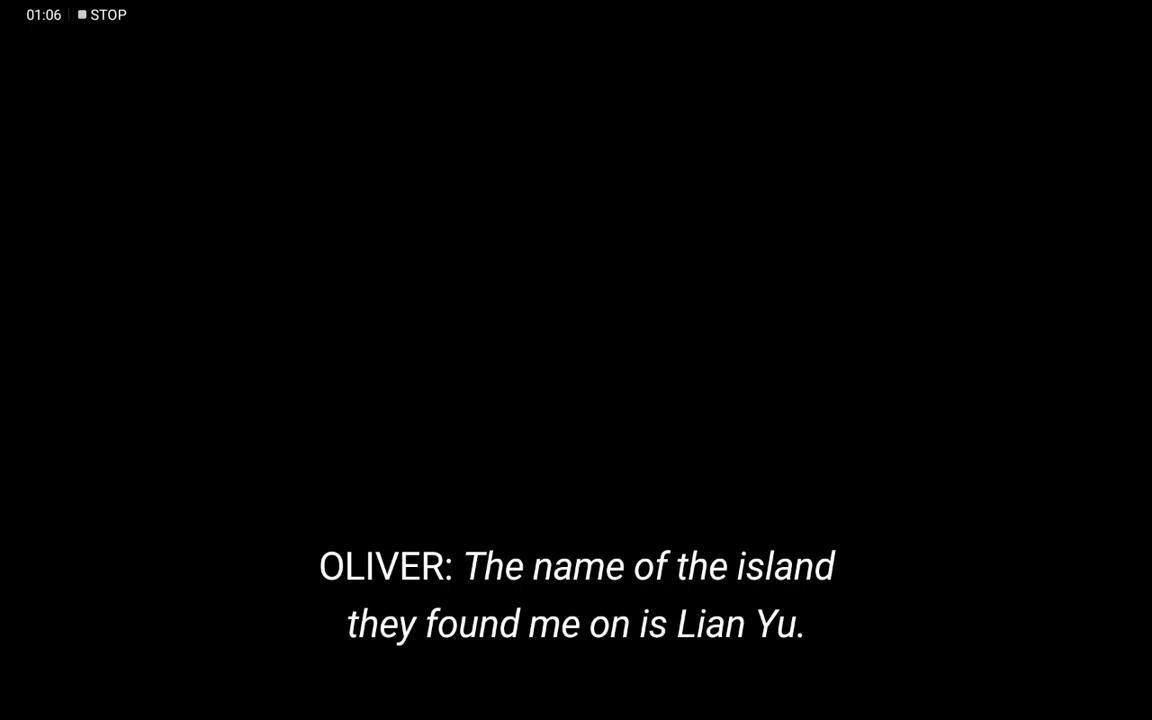 01:06 STOP
OLIVER: The name of the island
they found me on is Lian Yu.